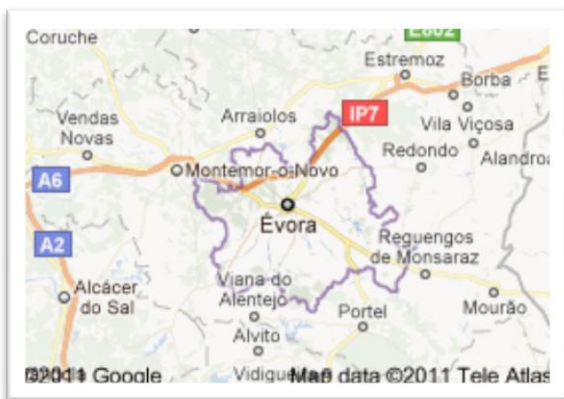 Coruche
E802
Estremoz
Borba
E
IP7
Vendas
Novas
Arraiolos
Vila Viçosa
Redondo
Alandroa
A6
Montemor-o-Novo
Évora
A2
Reguengos
de Monsaraz
Viana do
Alentejo
Alcácer
do Sal
Mourão
Portel
Alvito
©2011 Google
Map data ©2011 Tele Atlas